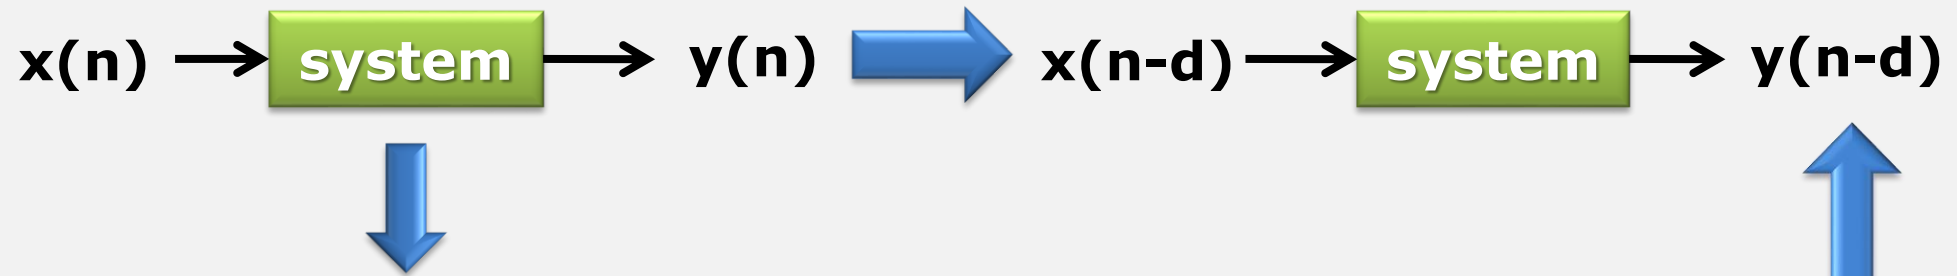 x(n) system y(n) x(n-d) system y(n-d)